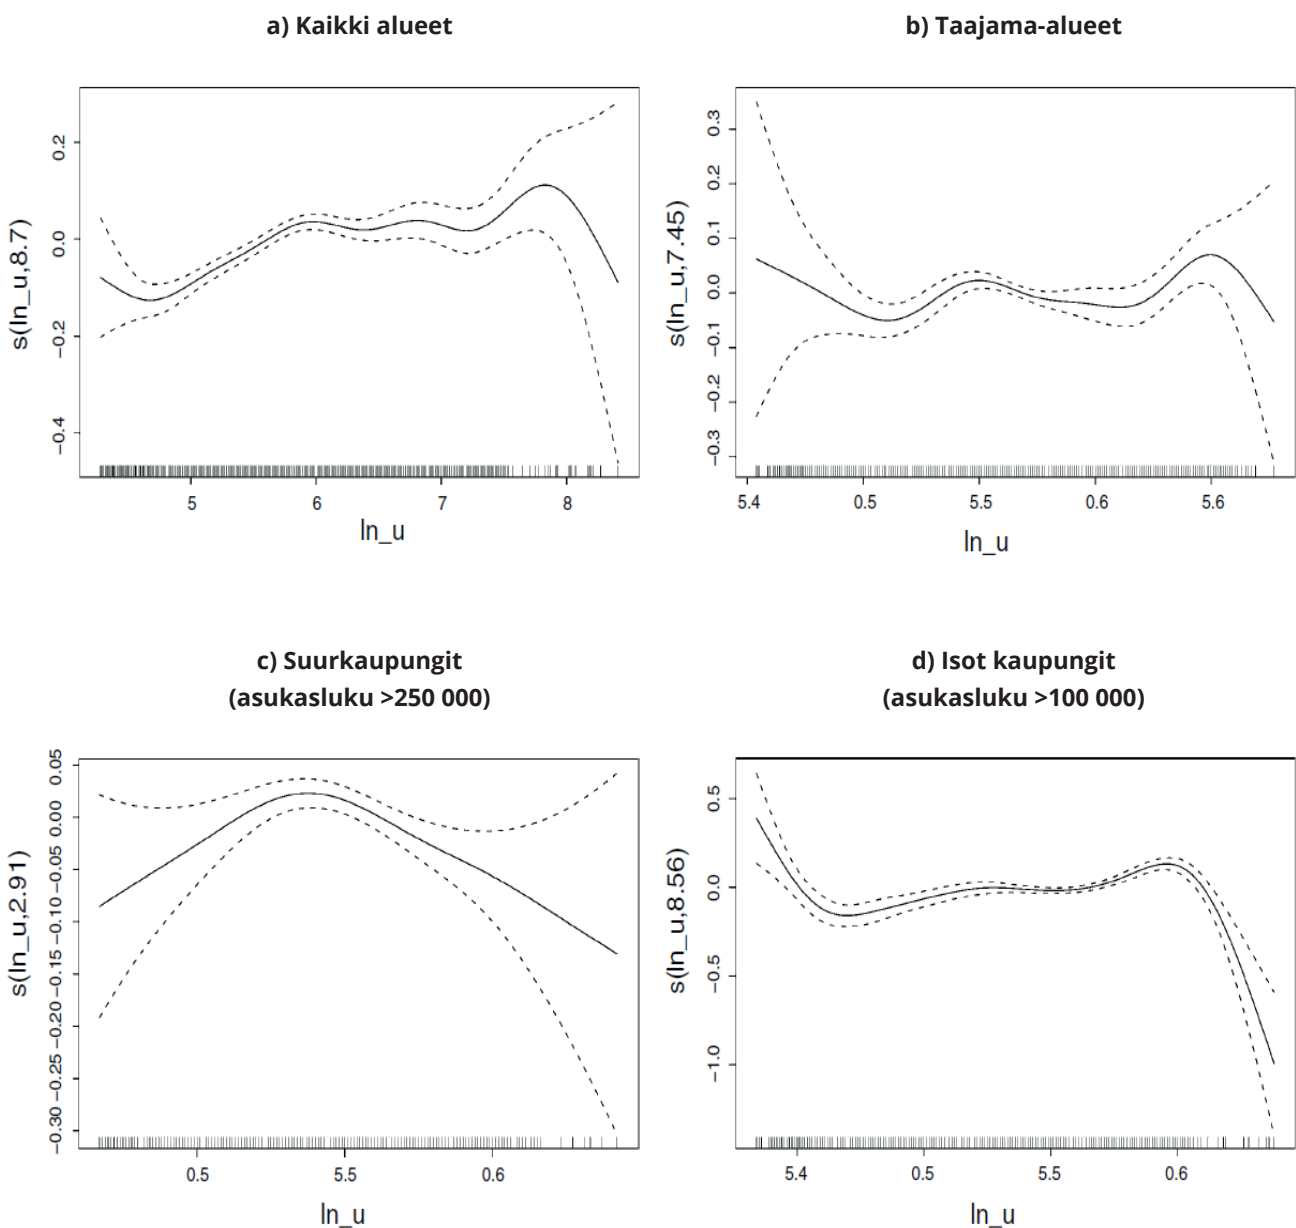 a) Kaikki alueet
s(ln_u,8.7)
0.2
0.0
−0.2
−0.4
5 6 7 8
ln_u
b) Taajama-alueet
s(ln_u,7.45)
0.3
0.2
0.1
0.0
−0.1
−0.2
−0.3
5.4 0.5 5.5 0.6 5.6
ln_u
c) Suurkaupungit
(asukasluku >250 000)
s(ln_u,2.91)
0.05
0.00
−0.05
−0.10
−0.15
−0.20
−0.25
−0.30
0.5 5.5 0.6
ln_u
d) Isot kaupungit
(asukasluku >100 000)
s(ln_u,8.56)
0.5
0.0
−0.5
−1.0
5.4 0.5 5.5 0.6
ln_u